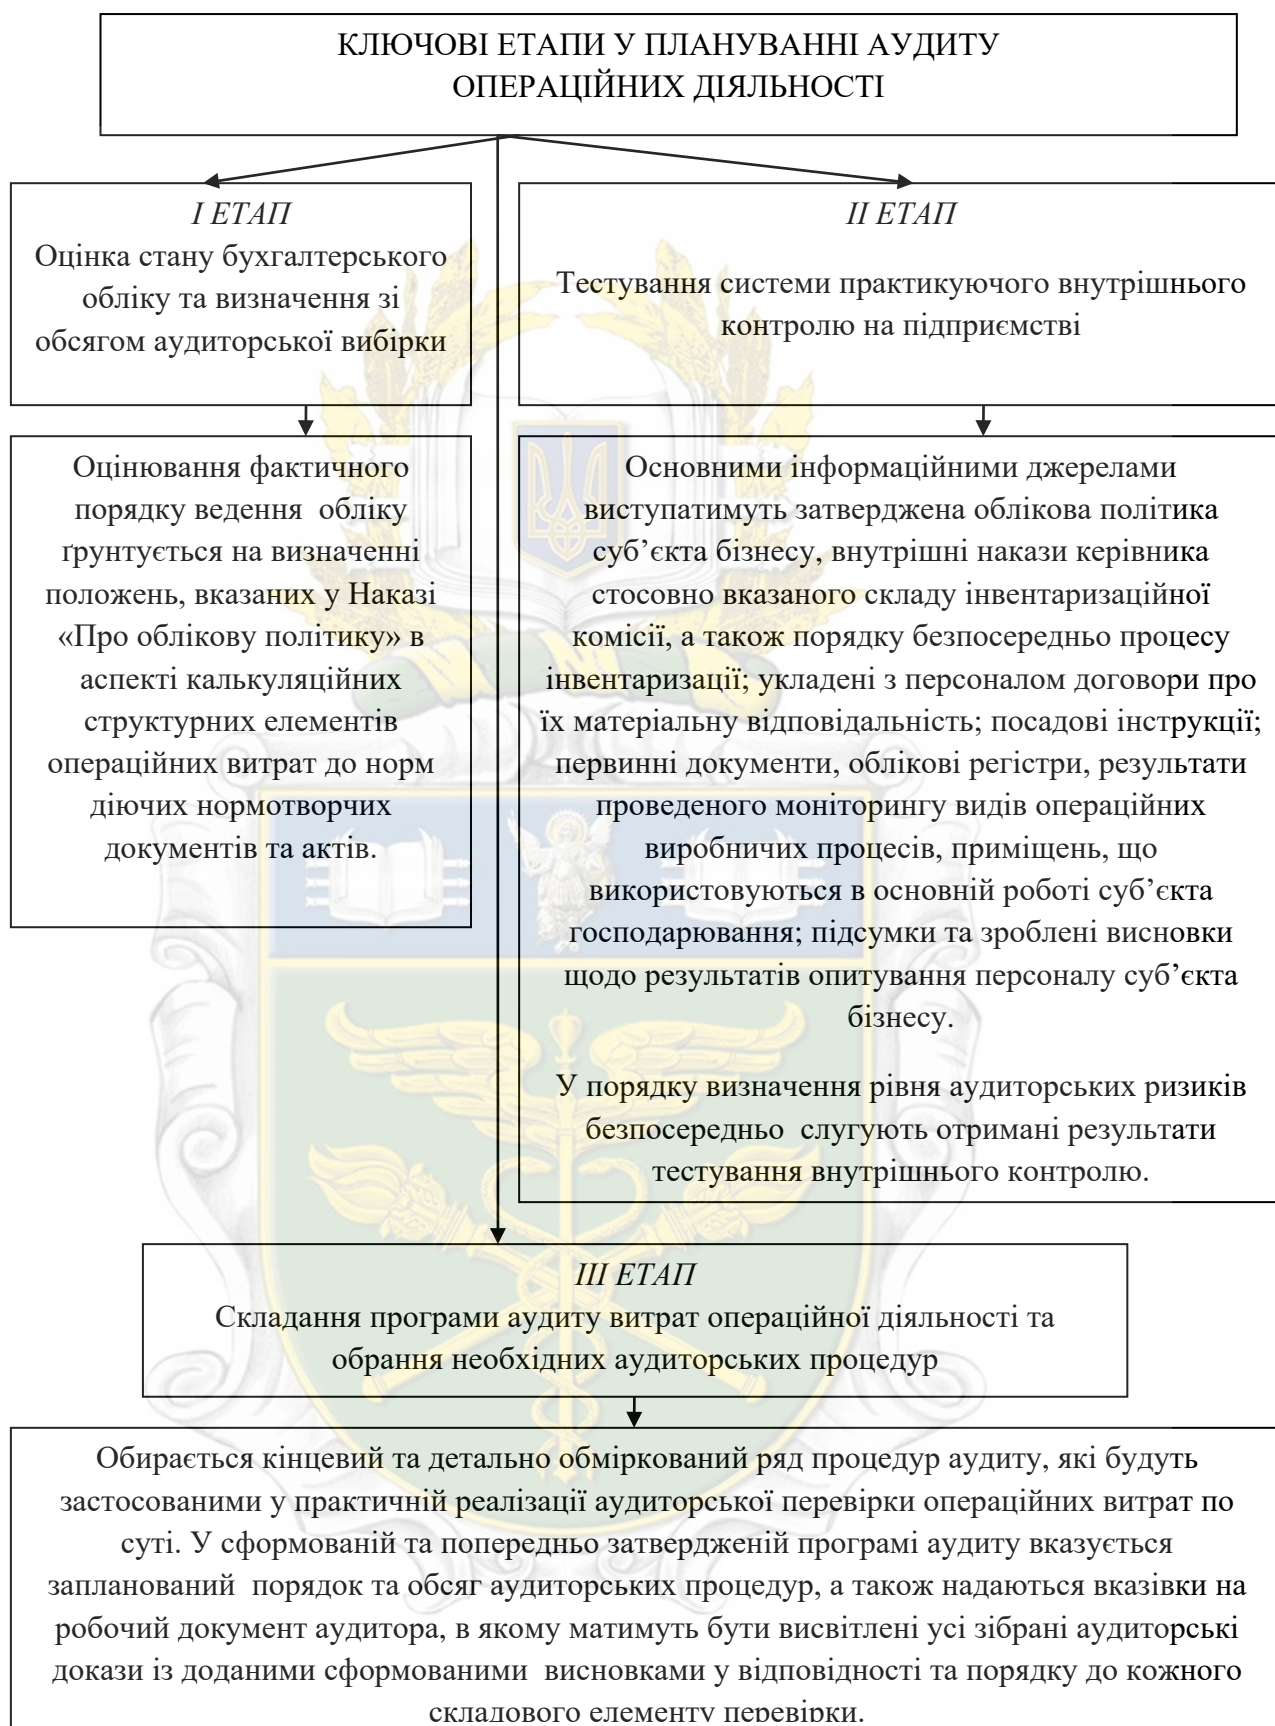 КЛЮЧОВІ ЕТАПИ У ПЛАНУВАННІ АУДИТУ
ОПЕРАЦІЙНИХ ДІЯЛЬНОСТІ
І ЕТАП
Оцінка стану бухгалтерського
обліку та визначення зі
обсягом аудиторської вибірки
ІІ ЕТАП
Тестування системи практикуючого внутрішнього
контролю на підприємстві
Оцінювання фактичного
порядку ведення обліку
ґрунтується на визначенні
положень, вказаних у Наказі
«Про облікову політику» в
аспекті калькуляційних
структурних елементів
операційних витрат до норм
діючих нормотворчих
документів та актів.
Основними інформаційними джерелами
виступатимуть затверджена облікова політика
суб’єкта бізнесу, внутрішні накази керівника
стосовно вказаного складу інвентаризаційної
комісії, а також порядку безпосередньо процесу
інвентаризації; укладені з персоналом договори про
їх матеріальну відповідальність; посадові інструкції;
первинні документи, облікові регістри, результати
проведеного моніторингу видів операційних
виробничих процесів, приміщень, що
використовуються в основній роботі суб’єкта
господарювання; підсумки та зроблені висновки
щодо результатів опитування персоналу суб’єкта
бізнесу.
У порядку визначення рівня аудиторських ризиків
безпосередньо слугують отримані результати
тестування внутрішнього контролю.
ІІІ ЕТАП
Складання програми аудиту витрат операційної діяльності та
обрання необхідних аудиторських процедур
Обирається кінцевий та детально обміркований ряд процедур аудиту, які будуть
застосованими у практичній реалізації аудиторської перевірки операційних витрат по
суті. У сформованій та попередньо затвердженій програмі аудиту вказується
запланований порядок та обсяг аудиторських процедур, а також надаються вказівки на
робочий документ аудитора, в якому матимуть бути висвітлені усі зібрані аудиторські
докази із доданими сформованими висновками у відповідності та порядку до кожного
складового елементу перевірки.